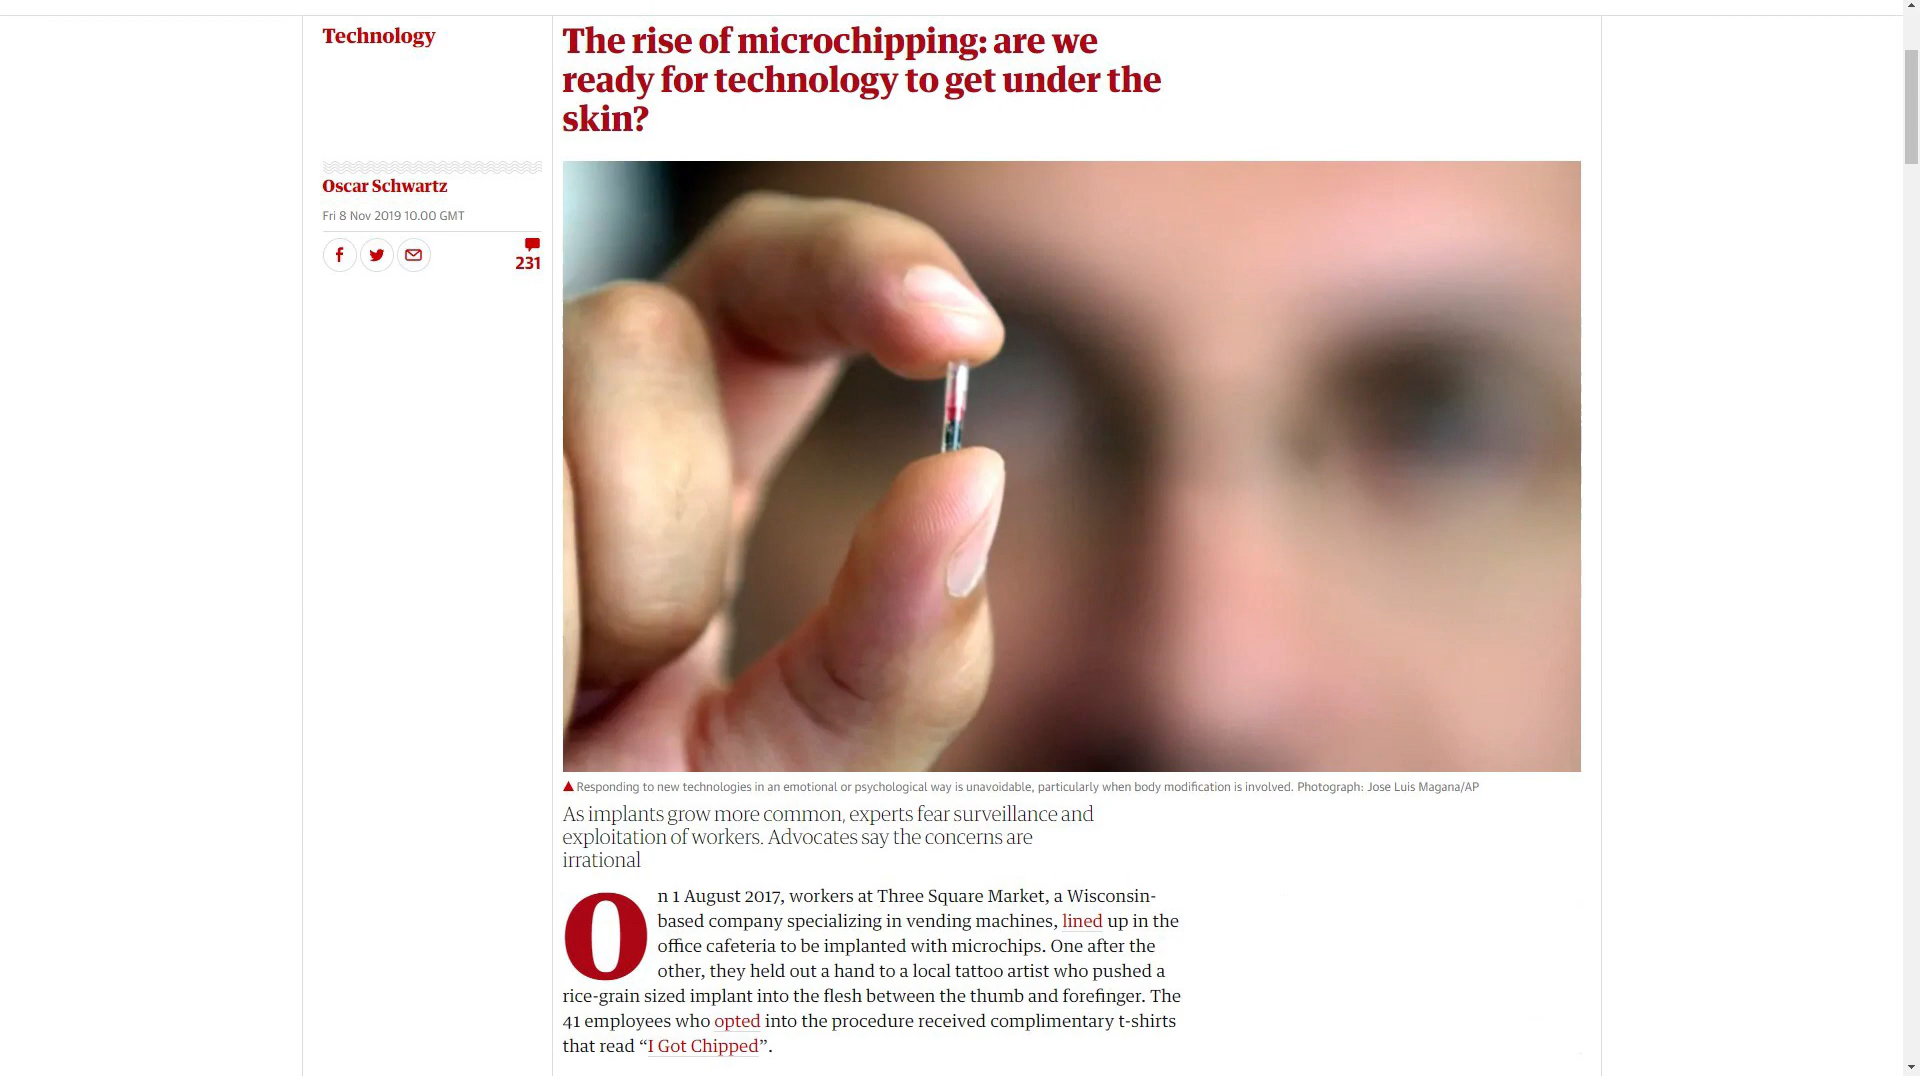 Technology
The rise of microchipping: are we
ready for technology to get under the
skin?
Oscar Schwartz
Fri 8 Nov 2019 10.00 GMT
231
Responding to new technologies in an emotional or psychological way is unavoidable, particularly when body modification is involved. Photograph: Jose Luis Magana/AP
As implants grow more common, experts fear surveillance and
exploitation of workers. Advocates say the concerns are
irrational
On 1 August 2017, workers at Three Square Market, a Wisconsin-
based company specializing in vending machines, lined up in the
office cafeteria to be implanted with microchips. One after the
other, they held out a hand to a local tattoo artist who pushed a
rice-grain sized implant into the flesh between the thumb and forefinger. The
41 employees who opted into the procedure received complimentary t-shirts
that read “I Got Chipped”.